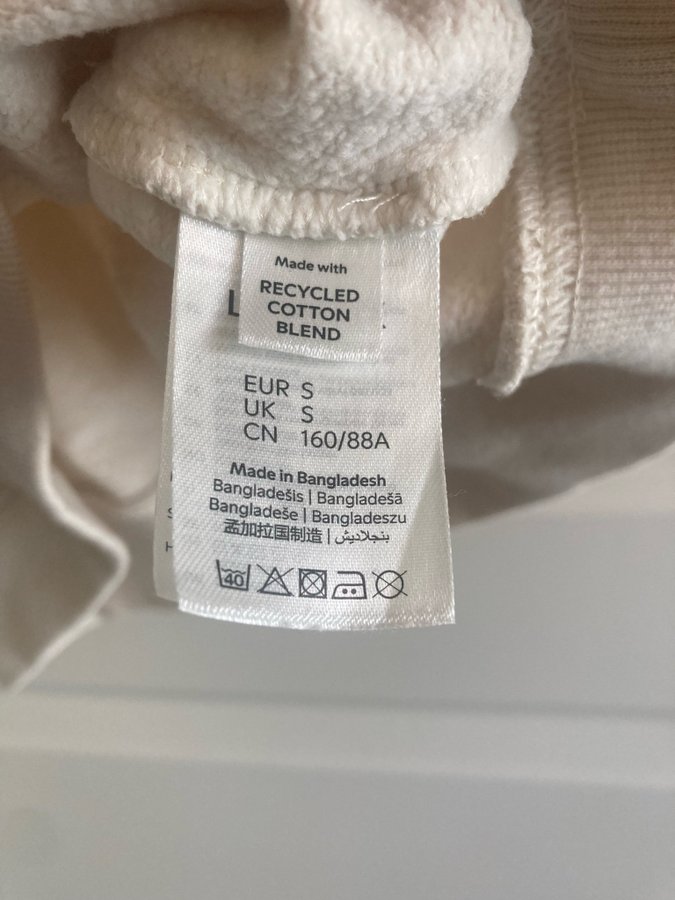 Made with
RECYCLED
COTTON
BLEND
EUR S
UK S
CN 160/88A
Made in Bangladesh
Bangladešis | Bangladešā
Bangladeše | Bangladeszu
孟加拉国制造 | بنجلاديش
40